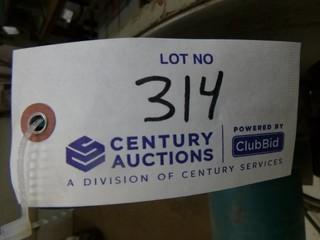 LOT NO
314
CENTURY AUCTIONS
POWERED BY
ClubBid
A DIVISION OF CENTURY SERVICES